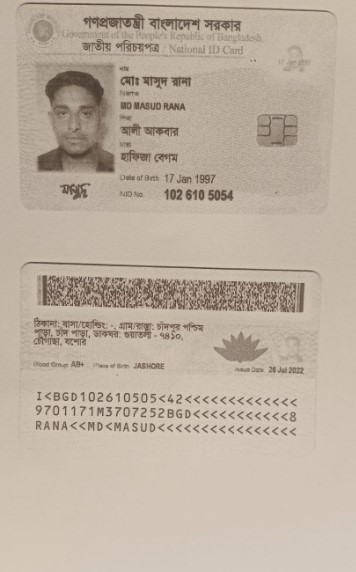 গণপ্রজাতন্ত্রী বাংলাদেশ সরকার
Government of the People's Republic of Bangladesh
জাতীয় পরিচয়পত্র / National ID Card
নাম
মোঃ মাসুদ রানা
Name
MD MASUD RANA
পিতা
আলী আকবার
মাতা
হাফিজা বেগম
Date of Birth 17 Jan 1997
NID No. 102 610 5054
মাসুদ
ঠিকানা: বাসা/হোল্ডিং: -, গ্রাম/রাস্তা: চাঁদপুর পশ্চিম
পাড়া, চাঁদ পাড়া, ডাকঘর: গুয়াতলী - ৭৪১০,
চৌগাছা, যশোর
Blood Group: AB+ Place of Birth: JASHORE Issue Date: 26 Jul 2022
I<BGD102610505<42<<<<<<<<<<<<<
9701171M3707252BGD<<<<<<<<<<<8
RANA<<MD<MASUD<<<<<<<<<<<<<<<<